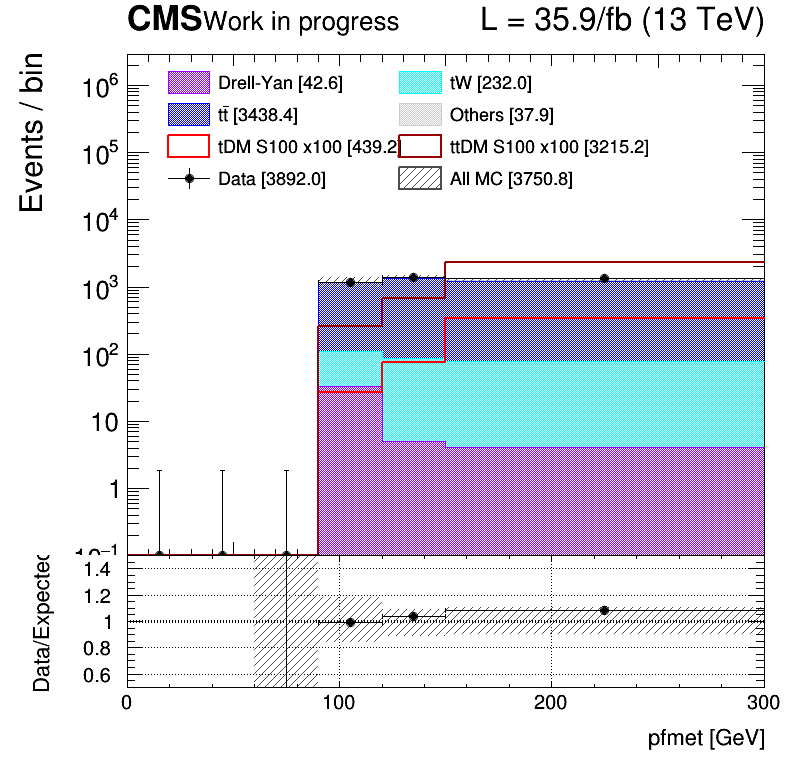 CMS Work in progress L = 35.9/fb (13 TeV)
Events / bin
Drell-Yan [42.6] tW [232.0]
tt̄ [3438.4] Others [37.9]
tDM S100 x100 [439.2] ttDM S100 x100 [3215.2]
Data [3892.0] All MC [3750.8]
10⁶
10⁵
10⁴
10³
10²
10
1
10⁻¹
Data/Expected
1.4
1.2
1
0.8
0.6
0 100 200 300
pfmet [GeV]